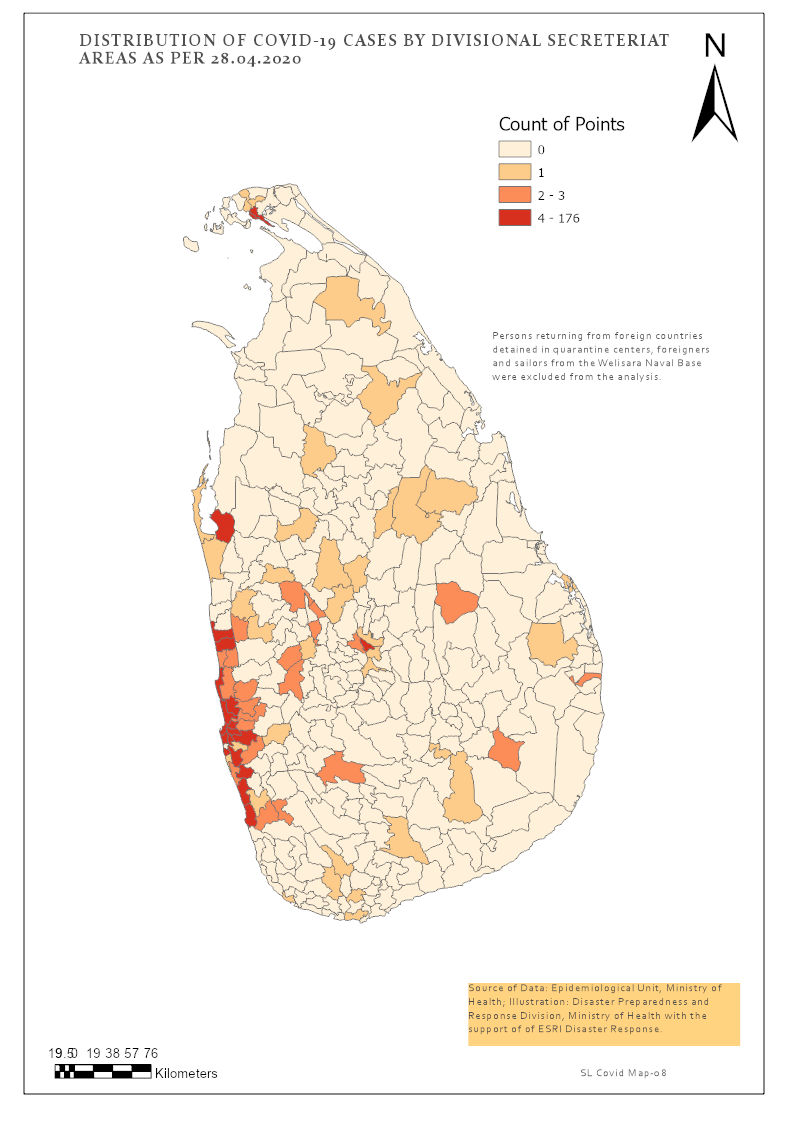 DISTRIBUTION OF COVID-19 CASES BY DIVISIONAL SECRETERIAT
AREAS AS PER 28.04.2020
N
Count of Points
0
1
2 - 3
4 - 176
Persons returning from foreign countries
detained in quarantine centers, foreigners
and sailors from the Welisara Naval Base
were excluded from the analysis.
Source of Data: Epidemiological Unit, Ministry of
Health; Illustration: Disaster Preparedness and
Response Division, Ministry of Health with the
support of of ESRI Disaster Response.
19 9.5 0 19 38 57 76
Kilometers
SL Covid Map-08